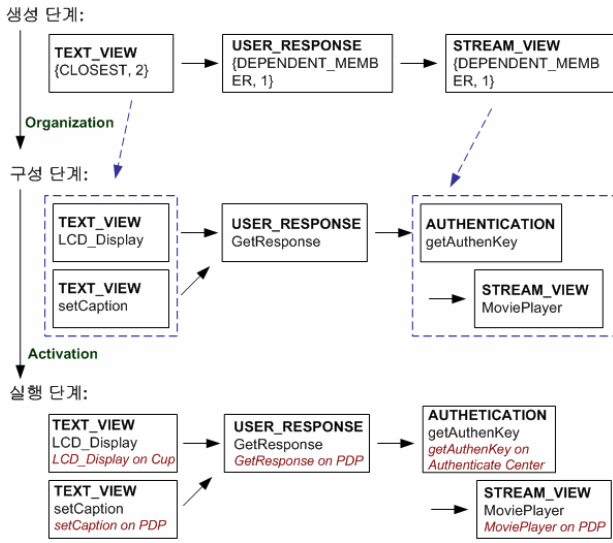 생성 단계:
TEXT_VIEW
{CLOSEST, 2}
USER_RESPONSE
{DEPENDENT_MEMB
ER, 1}
STREAM_VIEW
{DEPENDENT_MEMB
ER, 1}
Organization
구성 단계:
TEXT_VIEW
LCD_Display
USER_RESPONSE
GetResponse
AUTHENTICATION
getAuthenKey
TEXT_VIEW
setCaption
STREAM_VIEW
MoviePlayer
Activation
실행 단계:
TEXT_VIEW
LCD_Display
LCD_Display on Cup
USER_RESPONSE
GetResponse
GetResponse on PDP
AUTHETICATION
getAuthenKey
getAuthenKey on
Authenticate Center
TEXT_VIEW
setCaption
setCaption on PDP
STREAM_VIEW
MoviePlayer
MoviePlayer on PDP